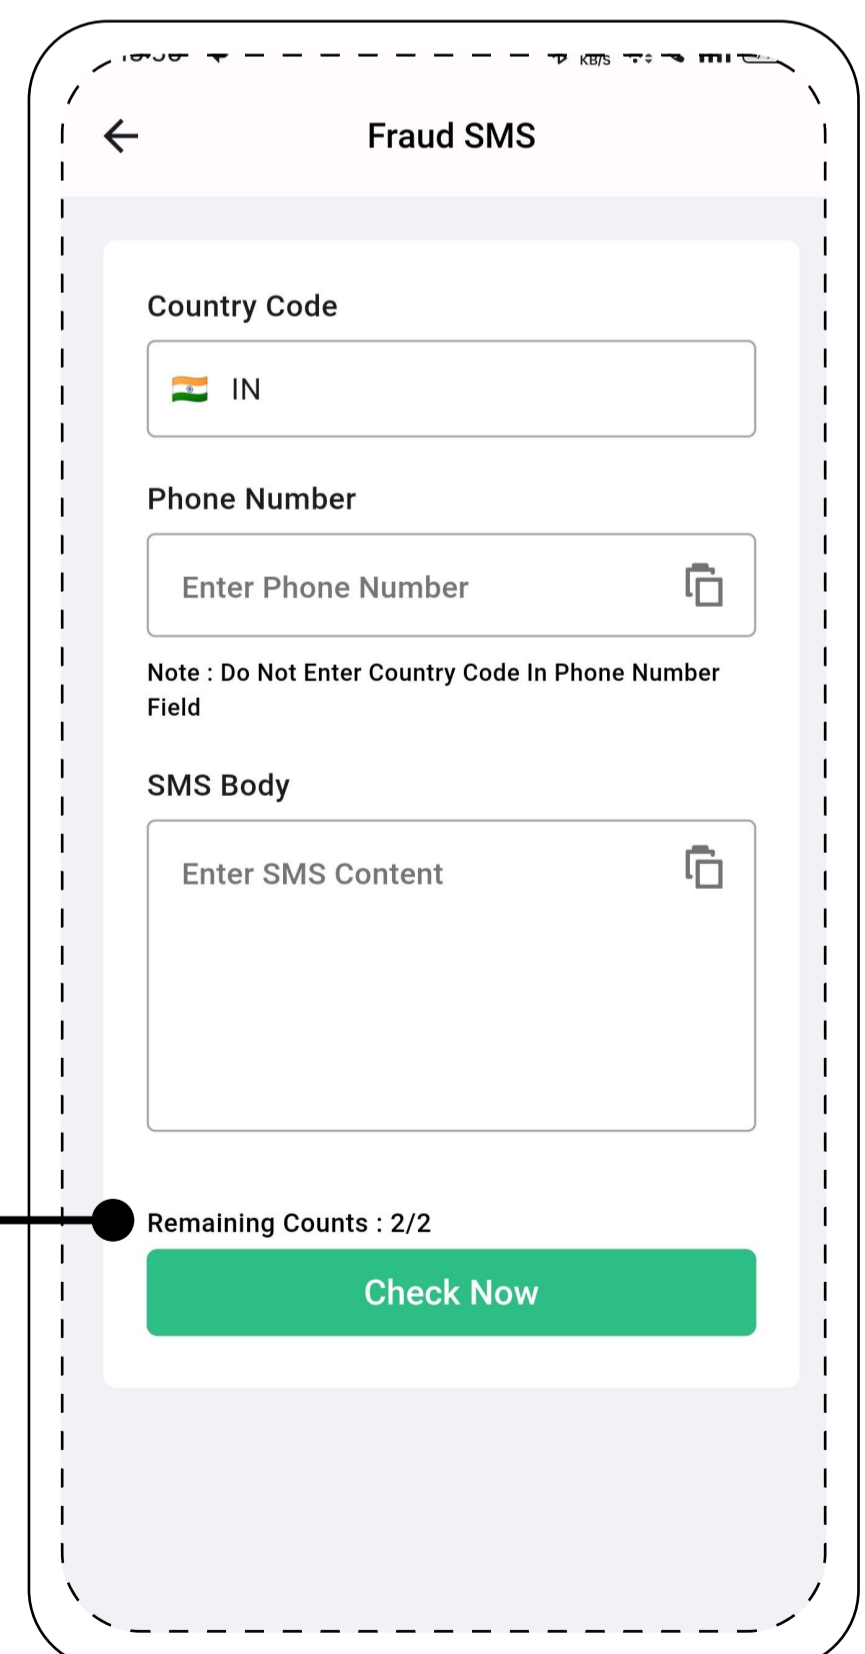 KB/S
Fraud SMS
Country Code
IN
Phone Number
Enter Phone Number
Note : Do Not Enter Country Code In Phone Number
Field
SMS Body
Enter SMS Content
Remaining Counts : 2/2
Check Now